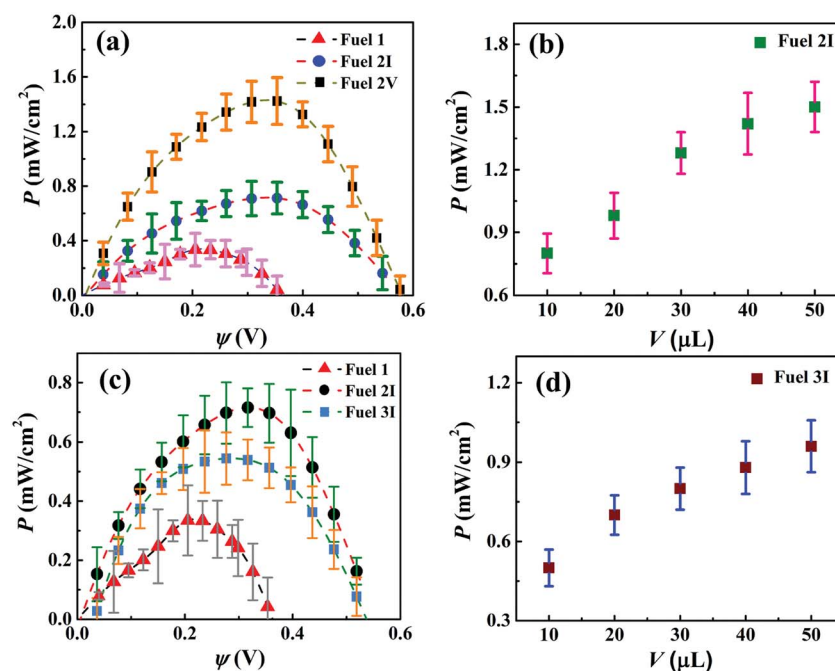 (a)
Fuel 1
Fuel 2I
Fuel 2V
2.0
1.6
1.2
0.8
0.4
0.0
P (mW/cm²)
0.0 0.2 0.4 0.6
ψ (V)
(b)
Fuel 2I
1.8
1.5
1.2
0.9
0.6
P (mW/cm²)
10 20 30 40 50
V (μL)
(c)
Fuel 1
Fuel 2I
Fuel 3I
0.8
0.6
0.4
0.2
0.0
P (mW/cm²)
0.0 0.2 0.4 0.6
ψ (V)
(d)
Fuel 3I
1.2
0.9
0.6
0.3
P (mW/cm²)
10 20 30 40 50
V (μL)